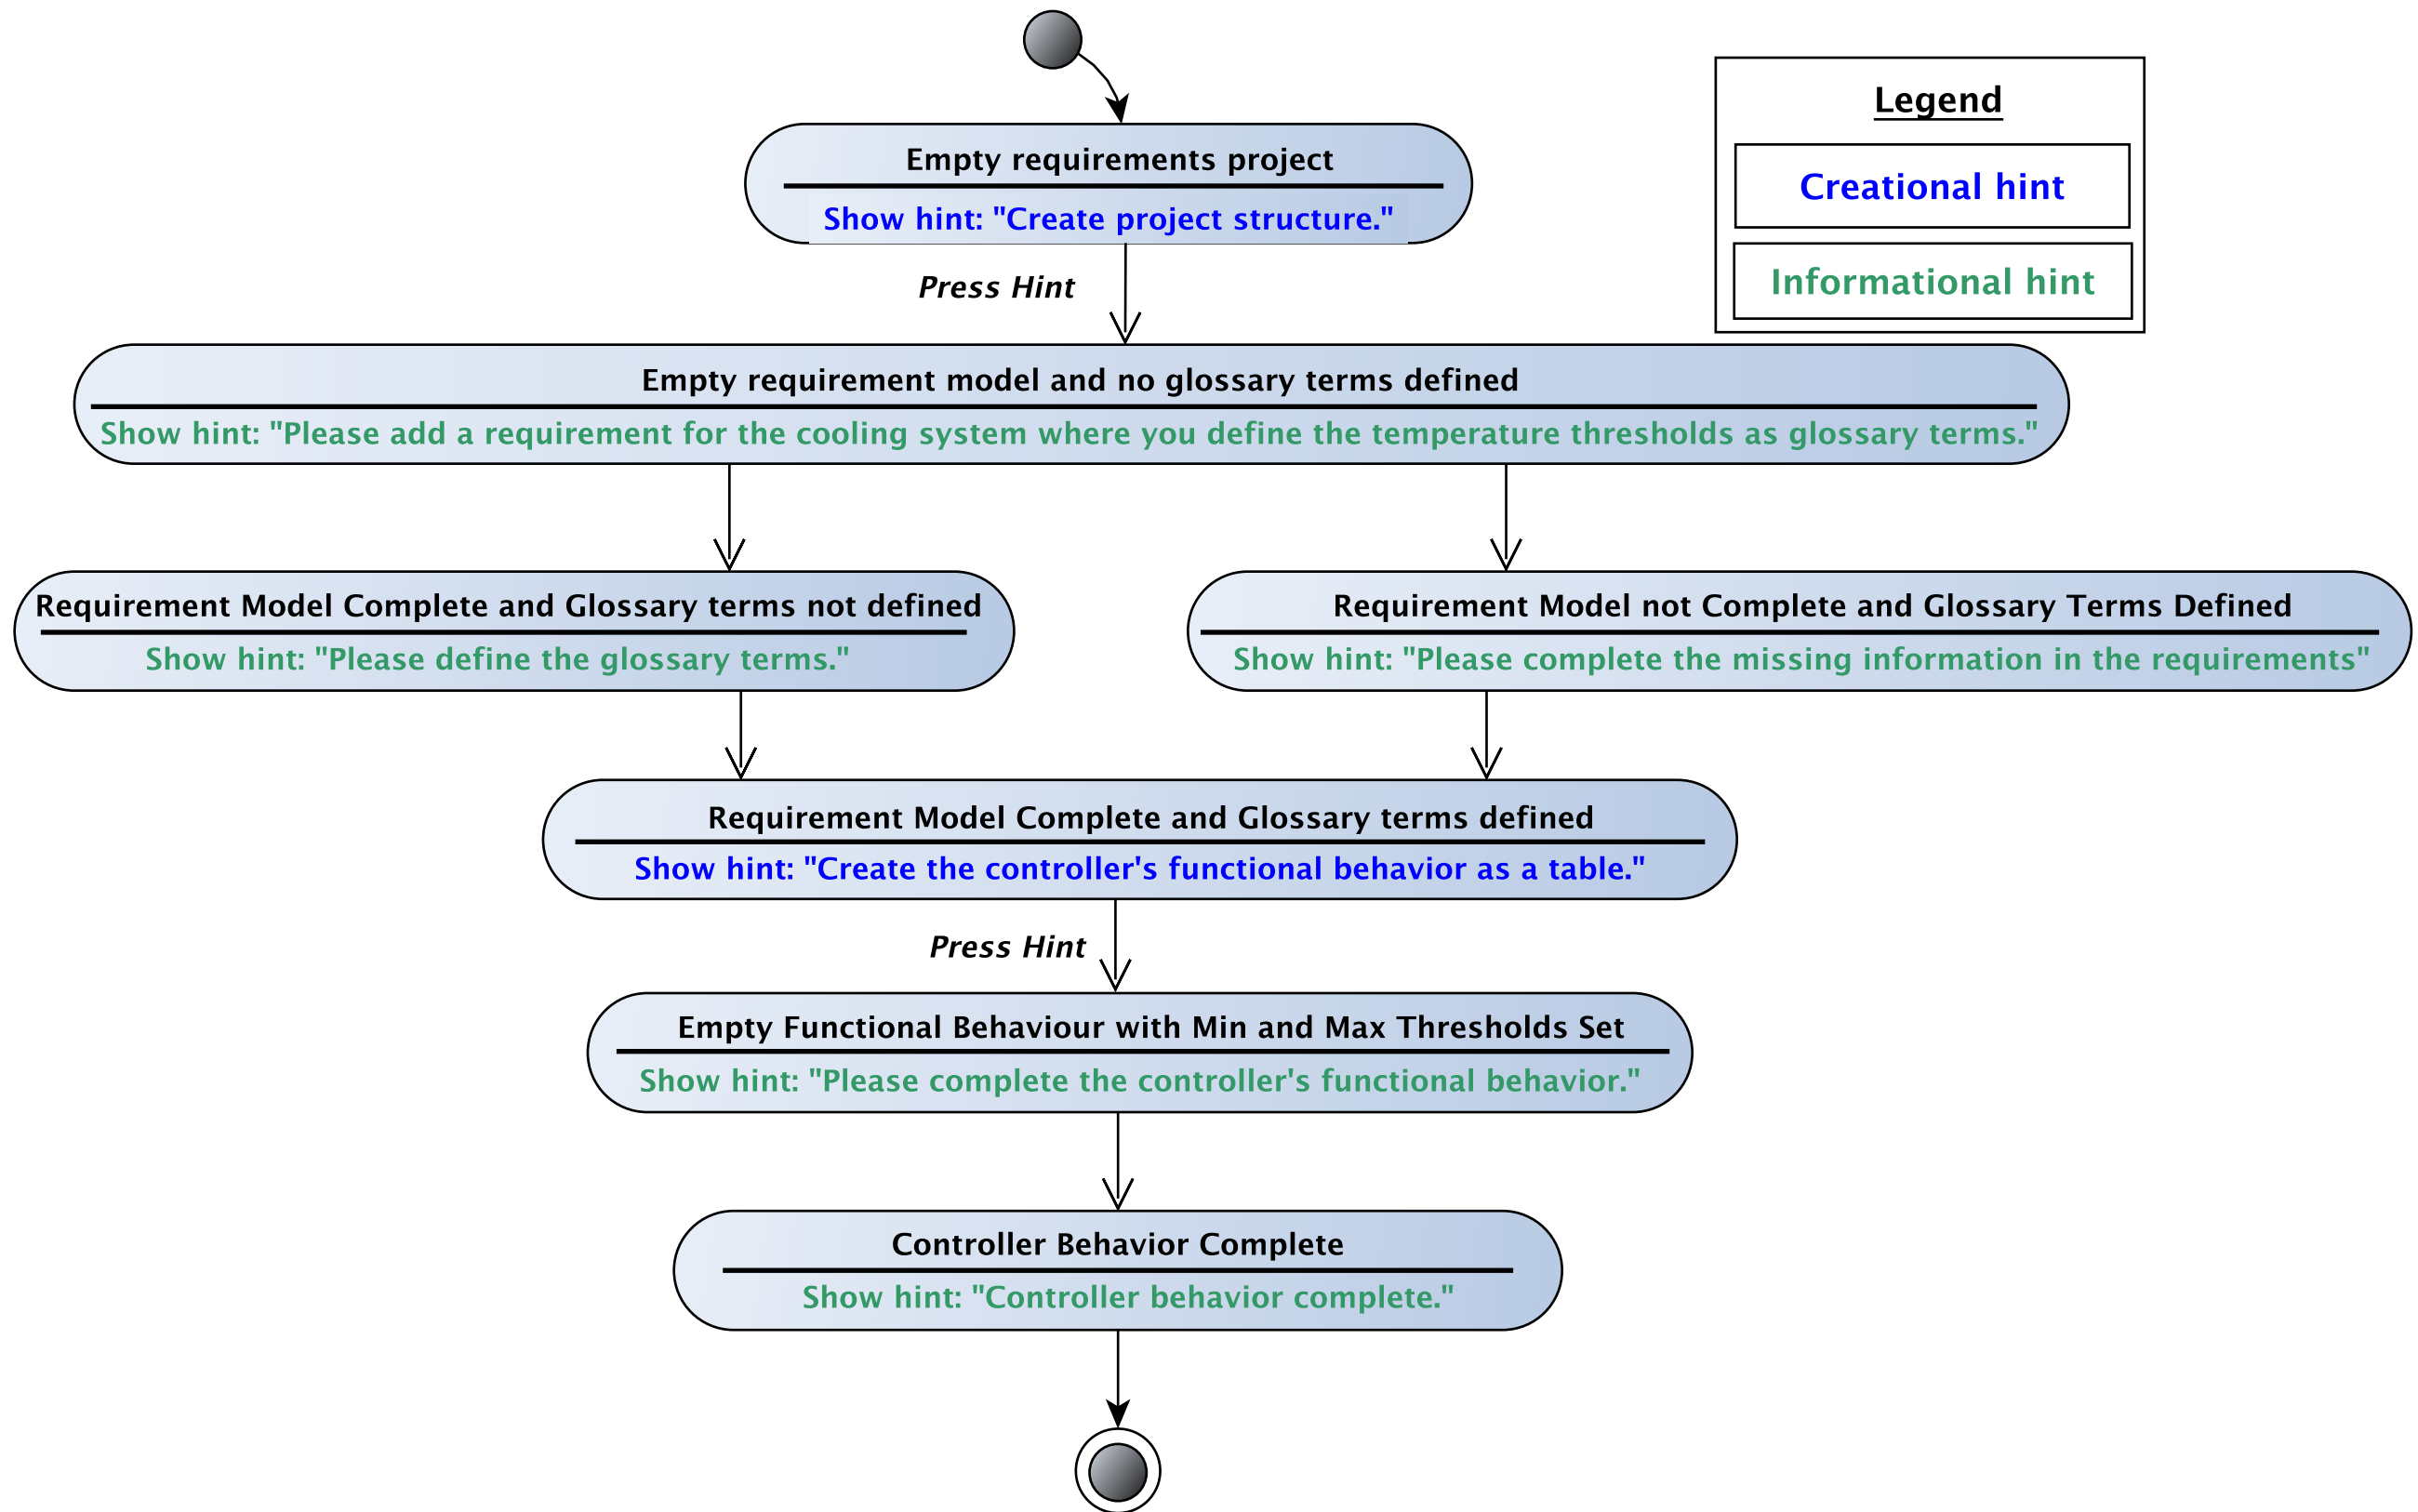 Legend
Creational hint
Informational hint
Empty requirements project
Show hint: "Create project structure."
Press Hint
Empty requirement model and no glossary terms defined
Show hint: "Please add a requirement for the cooling system where you define the temperature thresholds as glossary terms."
Requirement Model Complete and Glossary terms not defined
Show hint: "Please define the glossary terms."
Requirement Model not Complete and Glossary Terms Defined
Show hint: "Please complete the missing information in the requirements"
Requirement Model Complete and Glossary terms defined
Show hint: "Create the controller's functional behavior as a table."
Press Hint
Empty Functional Behaviour with Min and Max Thresholds Set
Show hint: "Please complete the controller's functional behavior."
Controller Behavior Complete
Show hint: "Controller behavior complete."